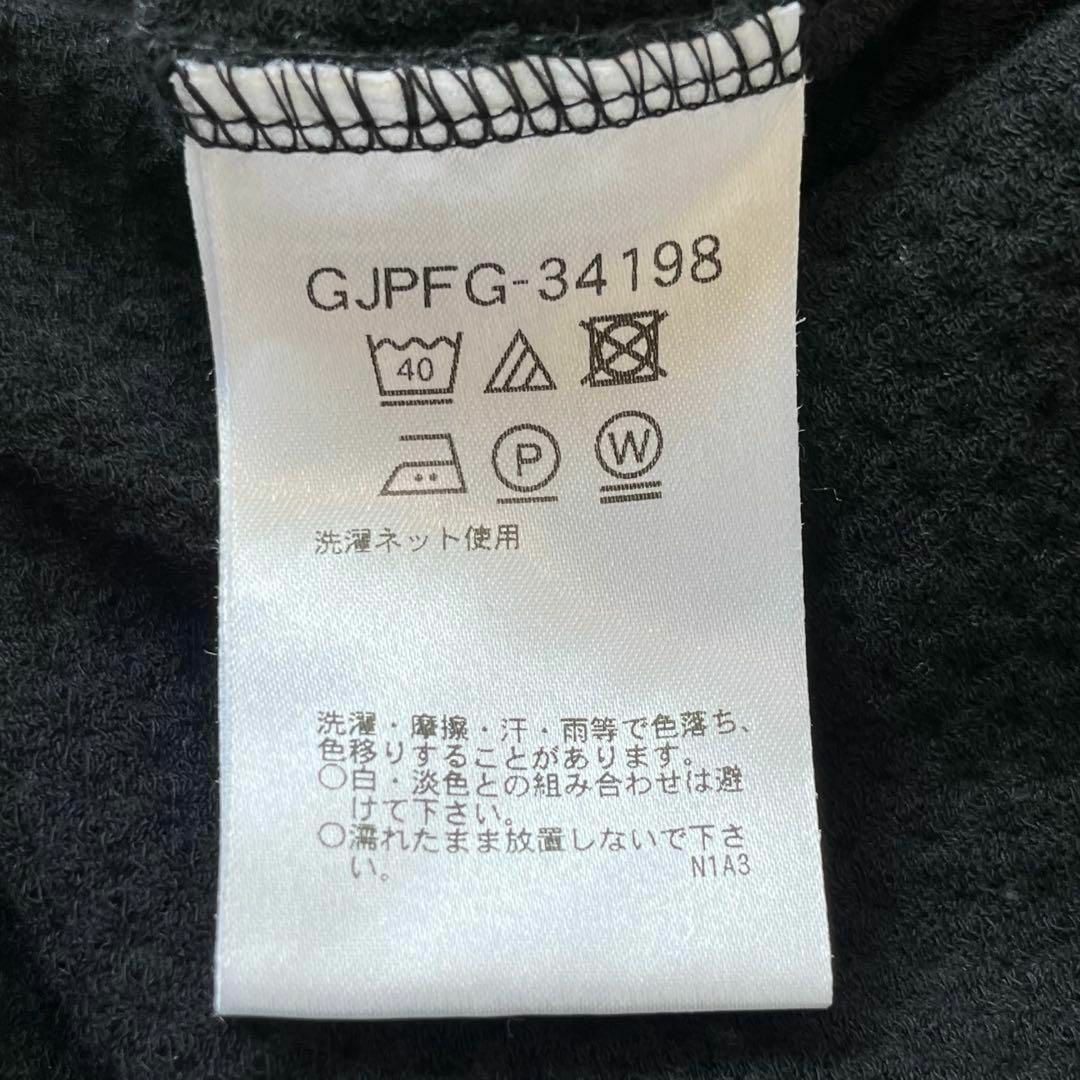 GJPFG-34198
40
P W
洗濯ネット使用
洗濯・摩擦・汗・雨等で色落ち、
色移りすることがあります。
○白・淡色との組み合わせは避
けて下さい。
○濡れたまま放置しないで下さ
い。 N1A3